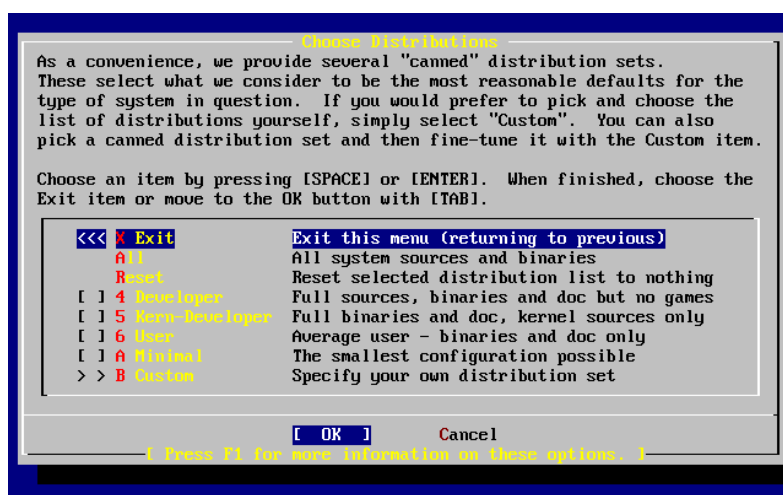 Choose Distributions
As a convenience, we provide several "canned" distribution sets.
These select what we consider to be the most reasonable defaults for the
type of system in question.  If you would prefer to pick and choose the
list of distributions yourself, simply select "Custom".  You can also
pick a canned distribution set and then fine-tune it with the Custom item.
Choose an item by pressing [SPACE] or [ENTER].  When finished, choose the
Exit item or move to the OK button with [TAB].
<<< X Exit Exit this menu (returning to previous)
All All system sources and binaries
Reset Reset selected distribution list to nothing
[ ] 4 Developer Full sources, binaries and doc but no games
[ ] 5 Kern-Developer Full binaries and doc, kernel sources only
[ ] 6 User Average user - binaries and doc only
[ ] A Minimal The smallest configuration possible
> > B Custom Specify your own distribution set
[ OK ] Cancel
[ Press F1 for more information on these options. ]